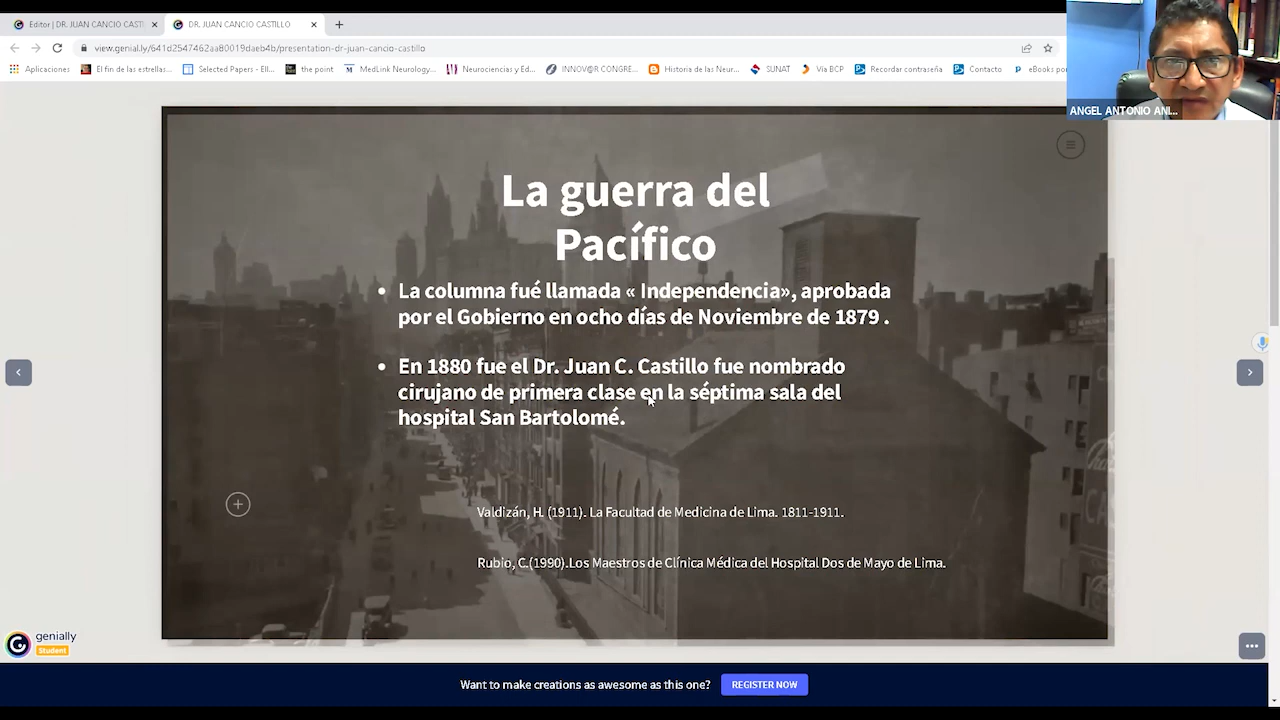 Editor | DR. JUAN CANCIO CASTI
DR. JUAN CANCIO CASTILLO
view.genial.ly/641d2547462aa80019daeb4b/presentation-dr-juan-cancio-castillo
Aplicaciones
El fin de las estrellas...
Selected Papers - Ell...
the point
MedLink Neurology...
Neurociencias y Ed...
INNOV@R CONGRE...
Historia de las Neur...
SUNAT
Vía BCP
Recordar contraseña
Contacto
eBooks po
ANGEL ANTONIO ANI...
La guerra del
Pacífico
• La columna fué llamada « Independencia», aprobada
por el Gobierno en ocho días de Noviembre de 1879 .
• En 1880 fue el Dr. Juan C. Castillo fue nombrado
cirujano de primera clase en la séptima sala del
hospital San Bartolomé.
Valdizán, H. (1911). La Facultad de Medicina de Lima. 1811-1911.
Rubio, C.(1990).Los Maestros de Clínica Médica del Hospital Dos de Mayo de Lima.
genially
Student
Want to make creations as awesome as this one?
REGISTER NOW